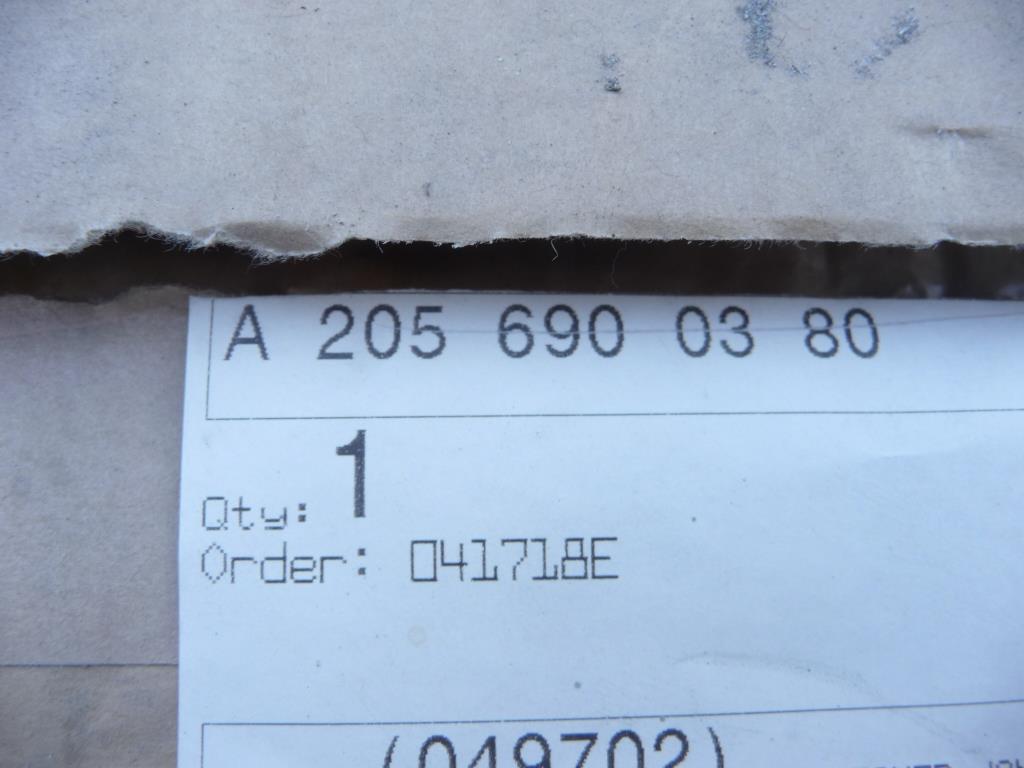 A 205 690 03 80
Qty: 1
Order: 041718E
(049702)